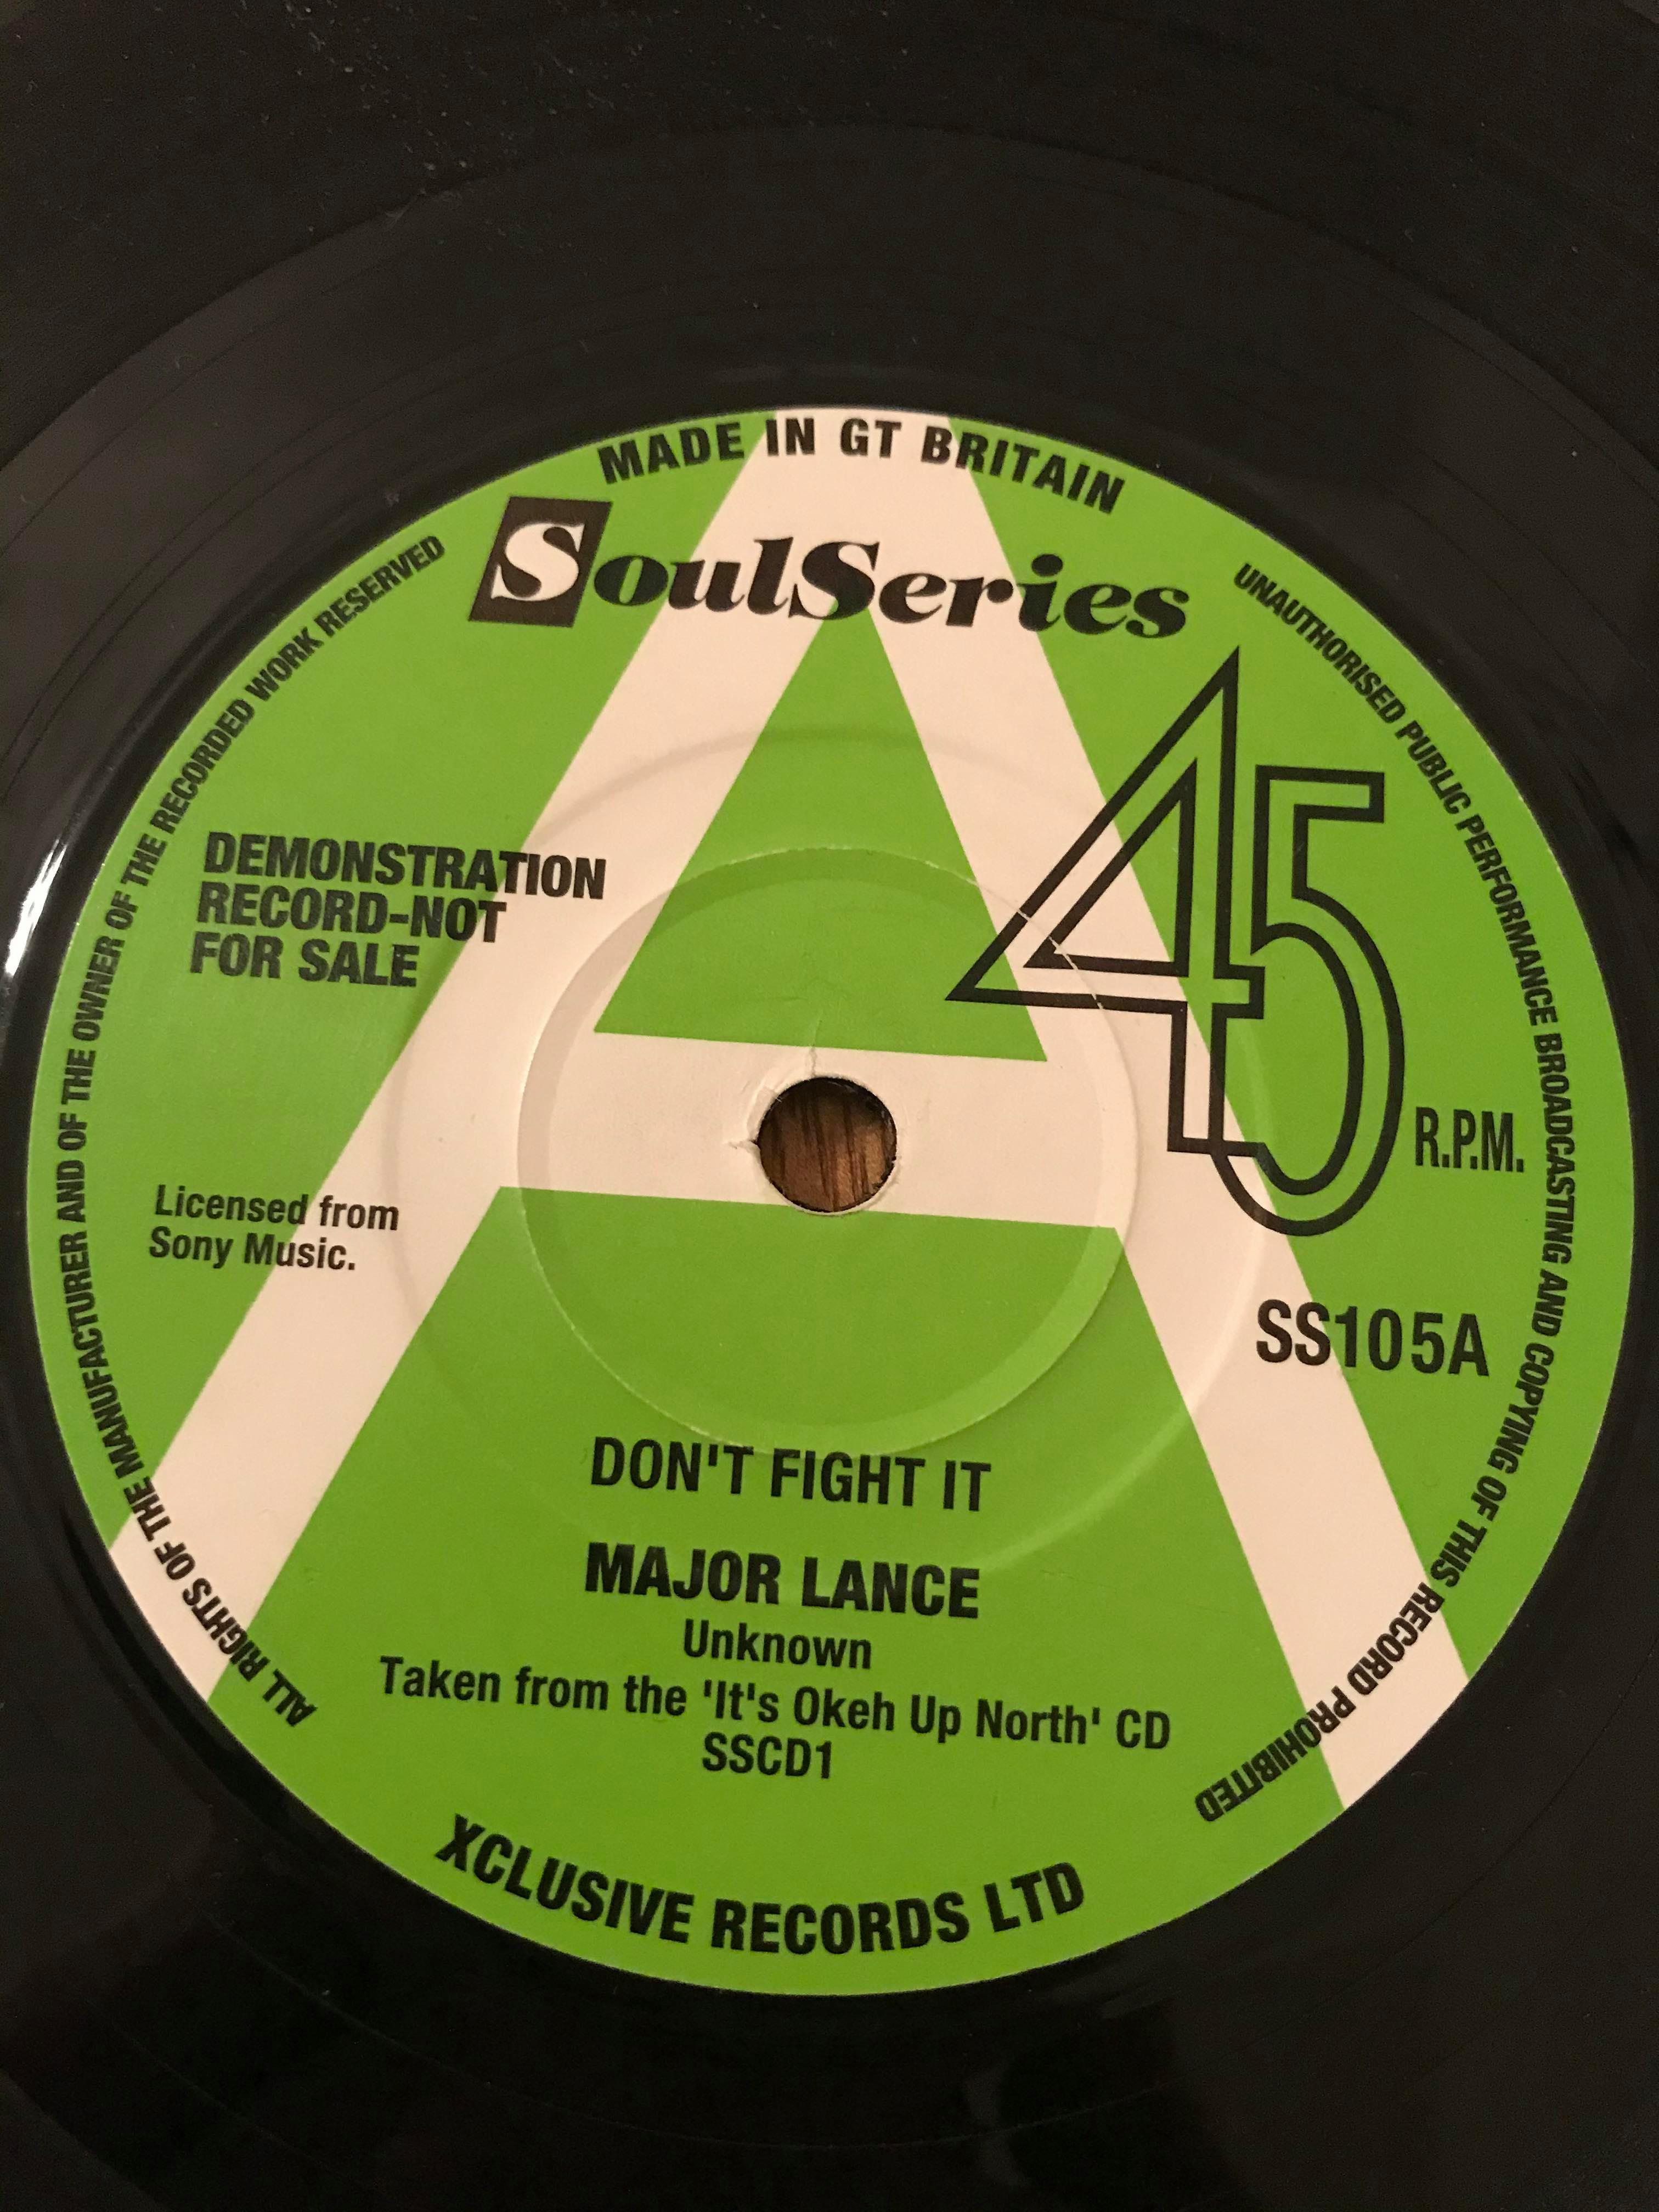 MADE IN GT BRITAIN
SoulSeries
ALL RIGHTS OF THE MANUFACTURER AND OF THE OWNER OF THE RECORDED WORK RESERVED
UNAUTHORISED PUBLIC PERFORMANCE BROADCASTING AND COPYING OF THIS RECORD PROHIBITED
DEMONSTRATION
RECORD-NOT
FOR SALE
45
R.P.M.
Licensed from
Sony Music.
SS105A
DON'T FIGHT IT
MAJOR LANCE
Unknown
Taken from the 'It's Okeh Up North' CD
SSCD1
XCLUSIVE RECORDS LTD
A